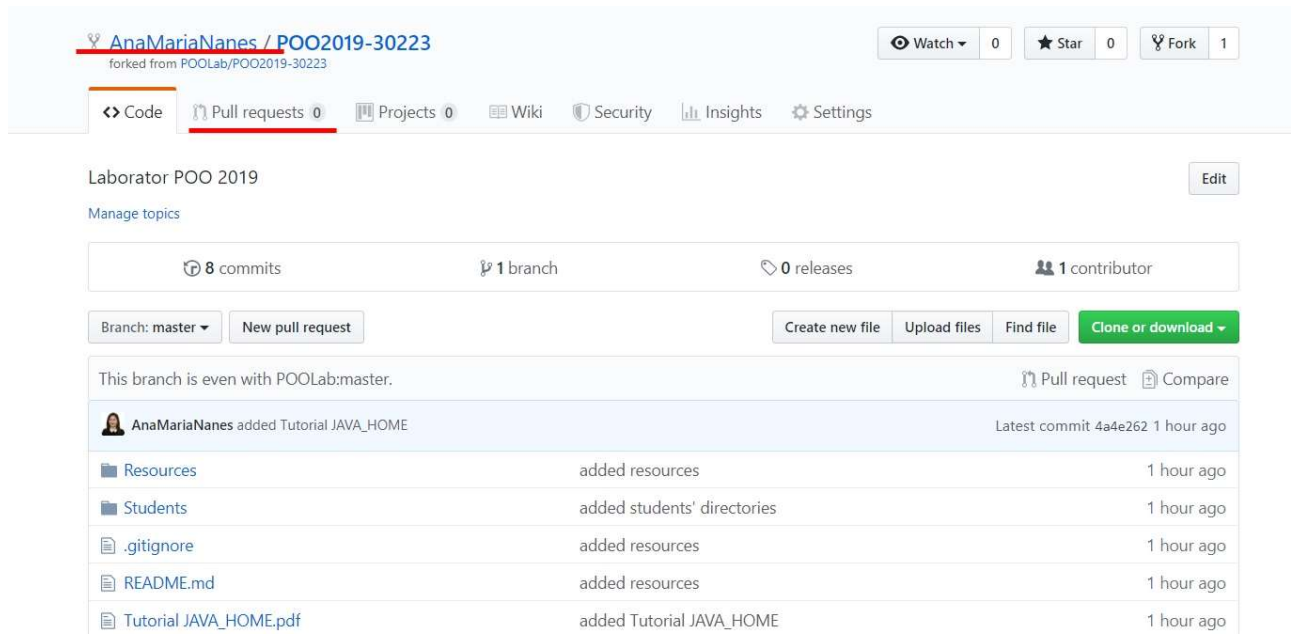 AnaMariaNanes / POO2019-30223
Watch 0 Star 0 Fork 1
forked from POOLab/POO2019-30223
<> Code Pull requests 0 Projects 0 Wiki Security Insights Settings
Laborator POO 2019
Edit
Manage topics
8 commits 1 branch 0 releases 1 contributor
Branch: master New pull request Create new file Upload files Find file Clone or download
This branch is even with POOLab:master. Pull request Compare
AnaMariaNanes added Tutorial JAVA_HOME Latest commit 4a4e262 1 hour ago
Resources added resources 1 hour ago
Students added students' directories 1 hour ago
.gitignore added resources 1 hour ago
README.md added resources 1 hour ago
Tutorial JAVA_HOME.pdf added Tutorial JAVA_HOME 1 hour ago